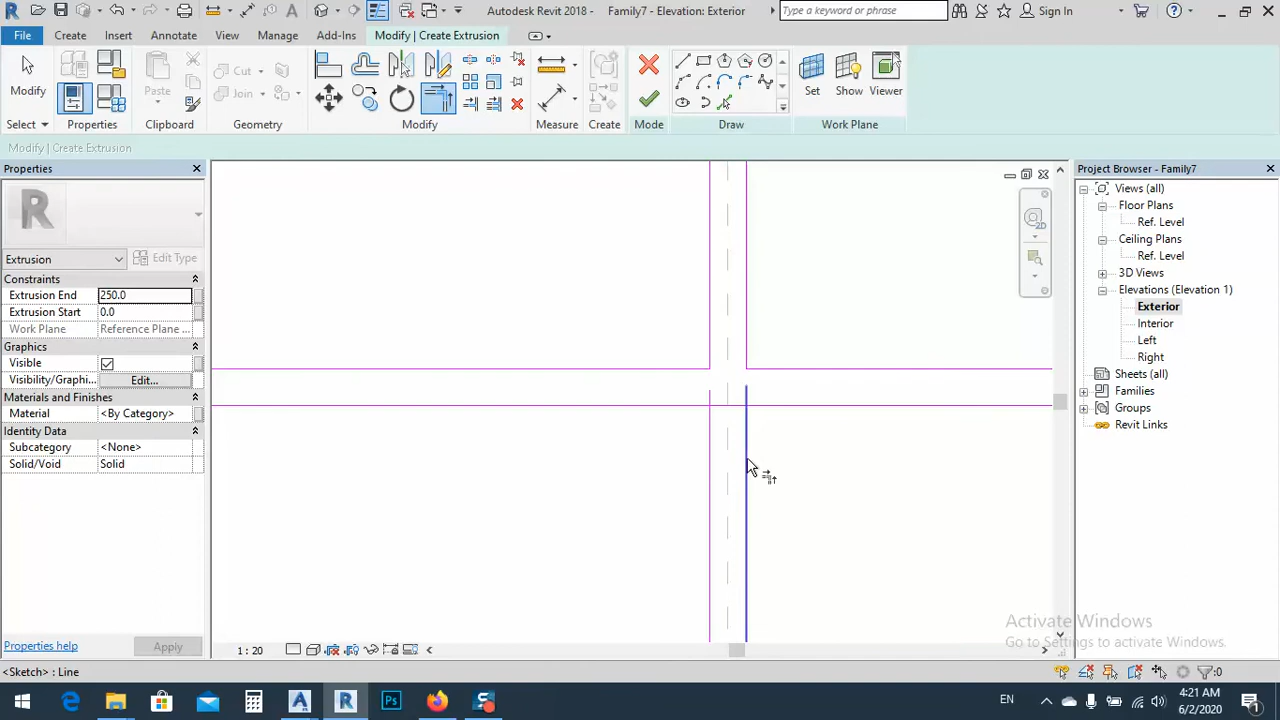 Autodesk Revit 2018 - Family7 - Elevation: Exterior
Type a keyword or phrase
Sign In
File Create Insert Annotate View Manage Add-Ins Modify | Create Extrusion
Modify
Paste
Cut
Join
Set
Show
Viewer
Select
Properties
Clipboard
Geometry
Modify
Measure
Create
Mode
Draw
Work Plane
Modify | Create Extrusion
Properties
R
Extrusion
Edit Type
Constraints
Extrusion End 250.0
Extrusion Start 0.0
Work Plane Reference Plane ...
Graphics
Visible
Visibility/Graphi... Edit...
Materials and Finishes
Material <By Category>
Identity Data
Subcategory <None>
Solid/Void Solid
Properties help
Apply
2D
1 : 20
Project Browser - Family7
Views (all)
Floor Plans
Ref. Level
Ceiling Plans
Ref. Level
3D Views
Elevations (Elevation 1)
Exterior
Interior
Left
Right
Sheets (all)
Families
Groups
Revit Links
Activate Windows
Go to Settings to activate Windows.
<Sketch> : Line
:0
A
R
Ps
S
EN
4:21 AM
6/2/2020
1